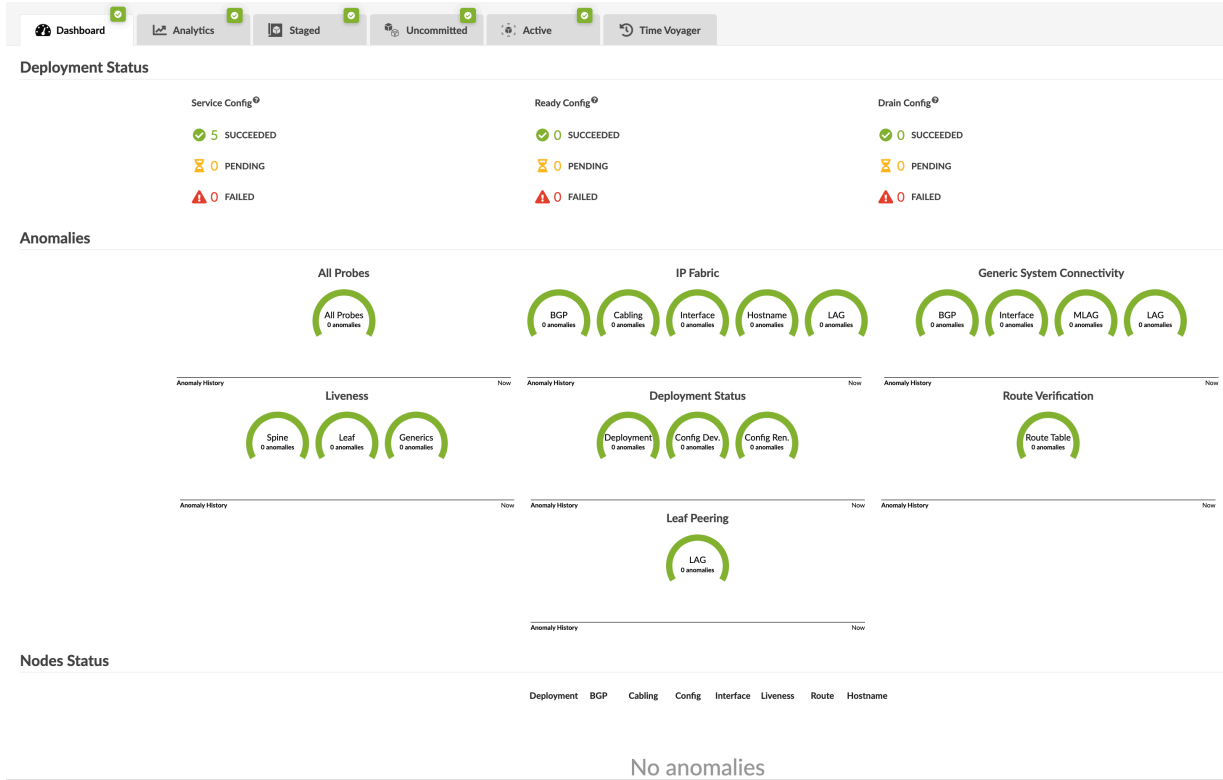 Dashboard Analytics Staged Uncommitted Active Time Voyager
Deployment Status
Service Config Ready Config Drain Config
5 SUCCEEDED 0 SUCCEEDED 0 SUCCEEDED
0 PENDING 0 PENDING 0 PENDING
0 FAILED 0 FAILED 0 FAILED
Anomalies
All Probes IP Fabric Generic System Connectivity
All Probes BGP Cabling Interface Hostname LAG BGP Interface MLAG LAG
0 anomalies 0 anomalies 0 anomalies 0 anomalies 0 anomalies 0 anomalies 0 anomalies 0 anomalies 0 anomalies 0 anomalies
Anomaly History Now Anomaly History Now Anomaly History Now
Liveness Deployment Status Route Verification
Spine Leaf Generics Deployment Config Dev. Config Ren. Route Table
0 anomalies 0 anomalies 0 anomalies 0 anomalies 0 anomalies 0 anomalies 0 anomalies
Anomaly History Now Anomaly History Now Anomaly History Now
Leaf Peering
LAG
0 anomalies
Anomaly History Now
Nodes Status
Deployment BGP Cabling Config Interface Liveness Route Hostname
No anomalies